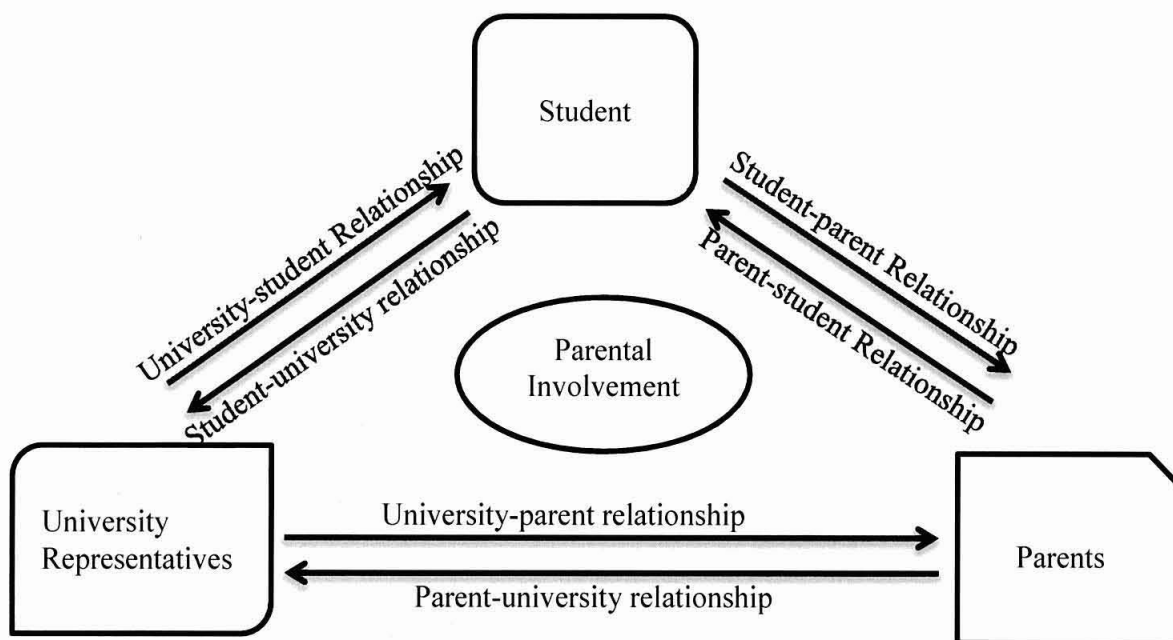 Student
University-student Relationship
Student-university relationship
Student-parent Relationship
Parent-student Relationship
Parental
Involvement
University
Representatives
University-parent relationship
Parent-university relationship
Parents